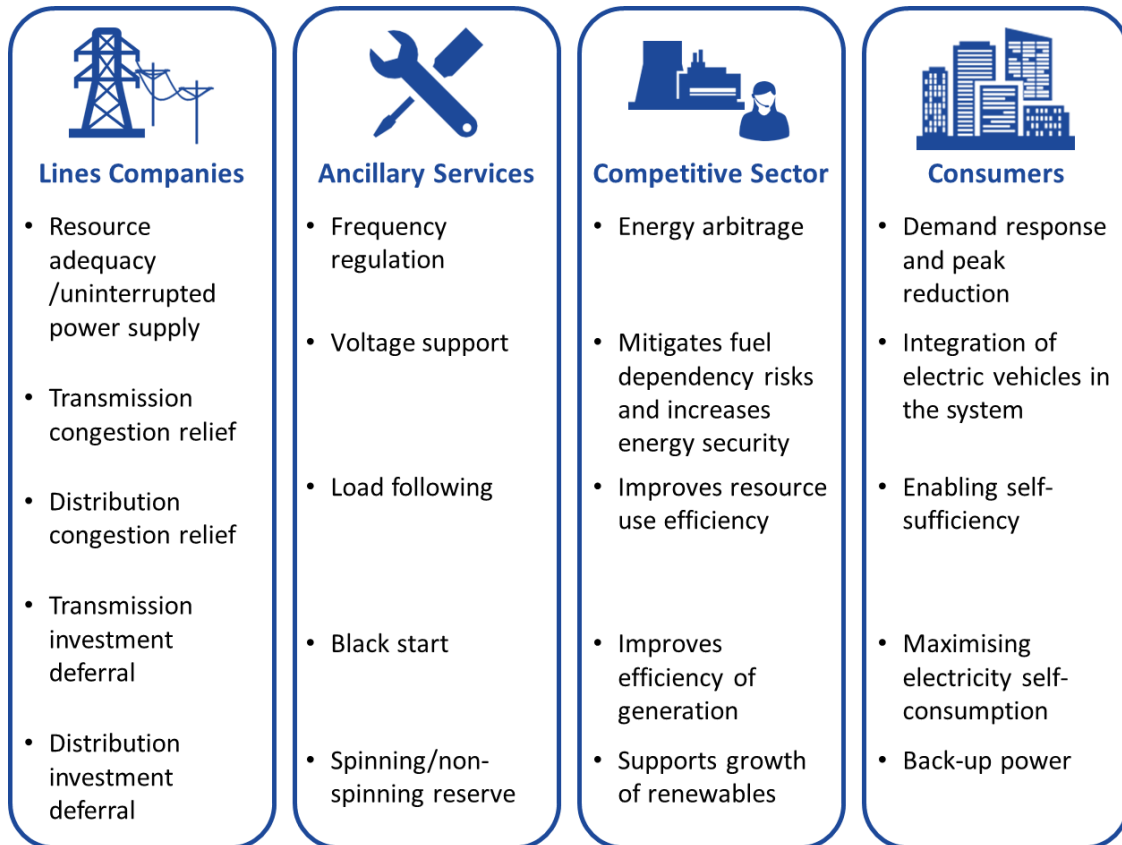 Lines Companies
• Resource
adequacy
/uninterrupted
power supply
• Transmission
congestion relief
• Distribution
congestion relief
• Transmission
investment
deferral
• Distribution
investment
deferral
Ancillary Services
• Frequency
regulation
• Voltage support
• Load following
• Black start
• Spinning/non-
spinning reserve
Competitive Sector
• Energy arbitrage
• Mitigates fuel
dependency risks
and increases
energy security
• Improves resource
use efficiency
• Improves
efficiency of
generation
• Supports growth
of renewables
Consumers
• Demand response
and peak
reduction
• Integration of
electric vehicles in
the system
• Enabling self-
sufficiency
• Maximising
electricity self-
consumption
• Back-up power